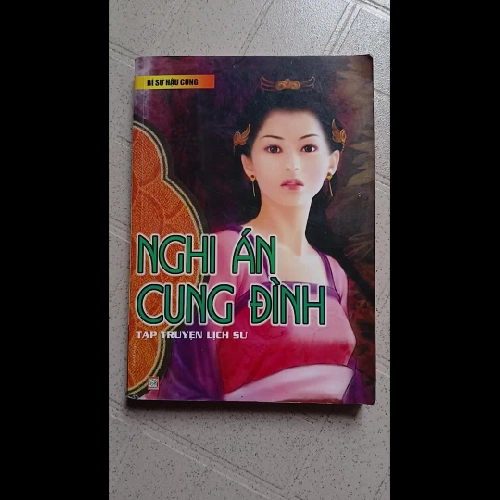 BÍ SỬ HẬU CUNG
NGHI ÁN
CUNG ĐÌNH
TẬP TRUYỆN LỊCH SỬ